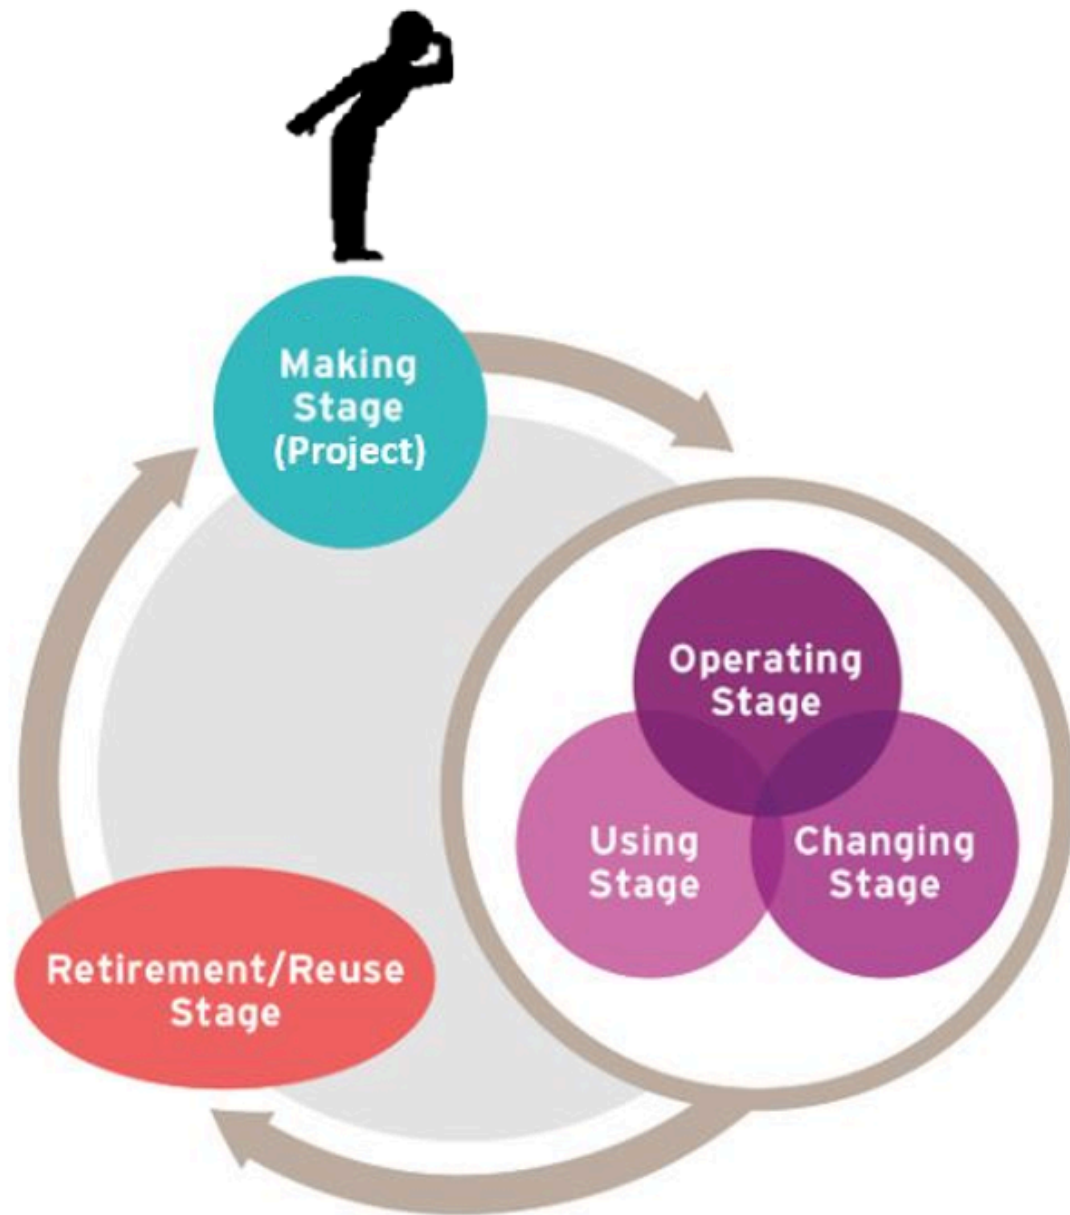 Making
Stage
(Project)
Operating
Stage
Using
Stage
Changing
Stage
Retirement/Reuse
Stage